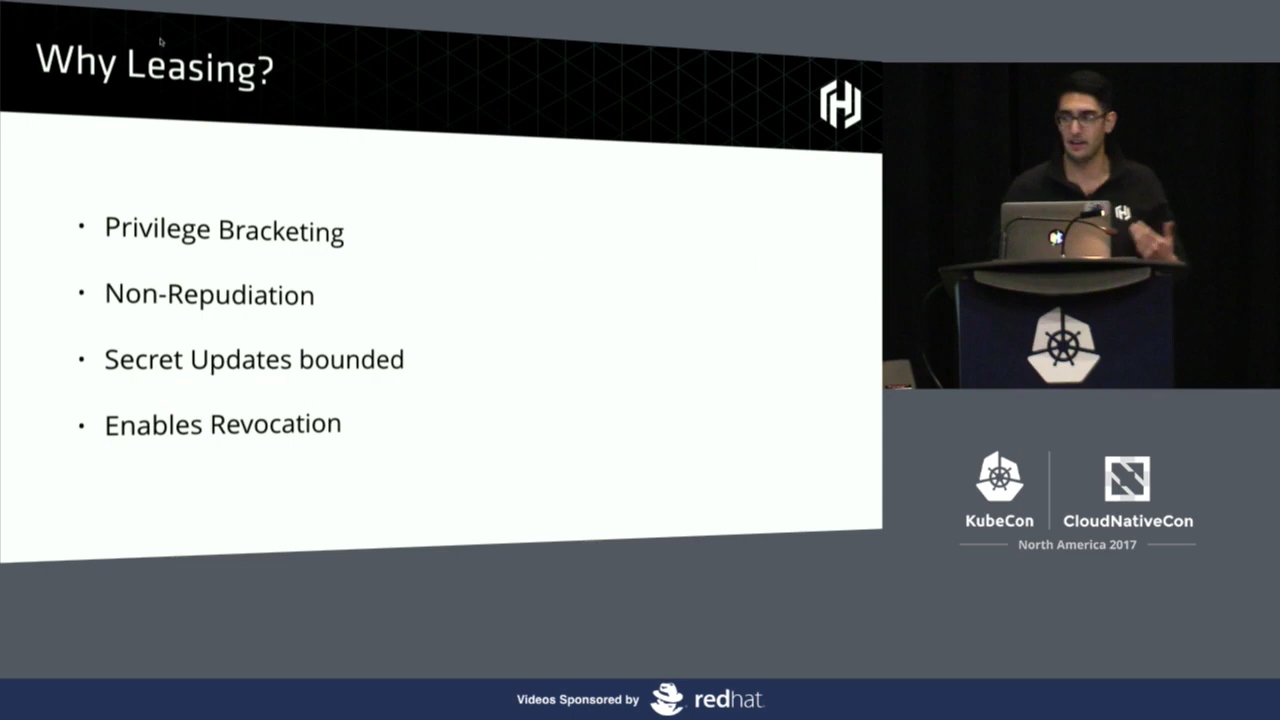 Why Leasing?
• Privilege Bracketing
• Non-Repudiation
• Secret Updates bounded
• Enables Revocation
KubeCon
CloudNativeCon
North America 2017
Videos Sponsored by
redhat.